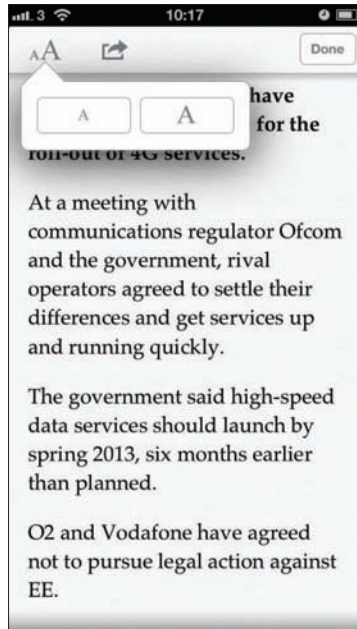 3 10:17
AA Done
have
A A for the
roll-out of 4G services.
At a meeting with
communications regulator Ofcom
and the government, rival
operators agreed to settle their
differences and get services up
and running quickly.
The government said high-speed
data services should launch by
spring 2013, six months earlier
than planned.
O2 and Vodafone have agreed
not to pursue legal action against
EE.